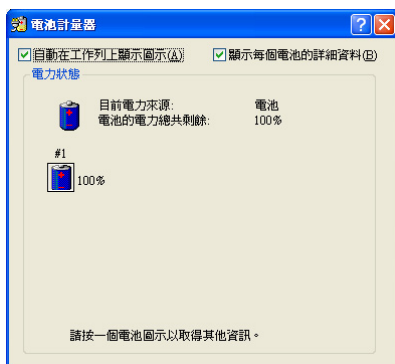 電池計量器
自動在工作列上顯示圖示(A) 顯示每個電池的詳細資料(B)
電力狀態
目前電力來源: 電池
電池的電力總共剩餘: 100%
#1
100%
請按一個電池圖示以取得其他資訊。